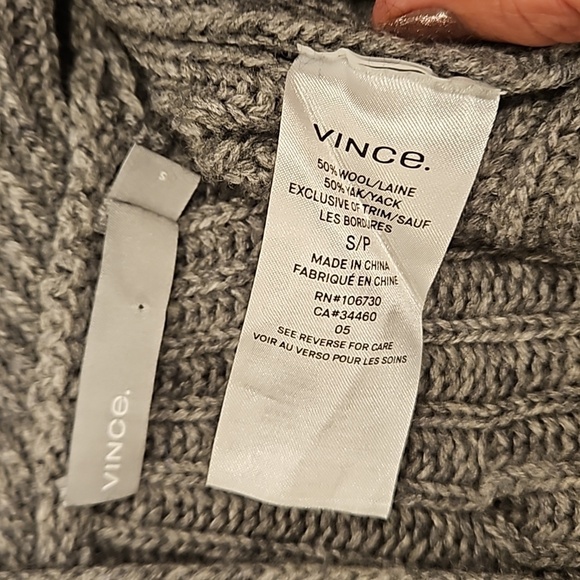 S
VINCE.
VINCE.
50% WOOL/LAINE
50% YAK/YACK
EXCLUSIVE OF TRIM/SAUF
LES BORDURES
S/P
MADE IN CHINA
FABRIQUÉ EN CHINE
RN#106730
CA#34460
05
SEE REVERSE FOR CARE
VOIR AU VERSO POUR LES SOINS